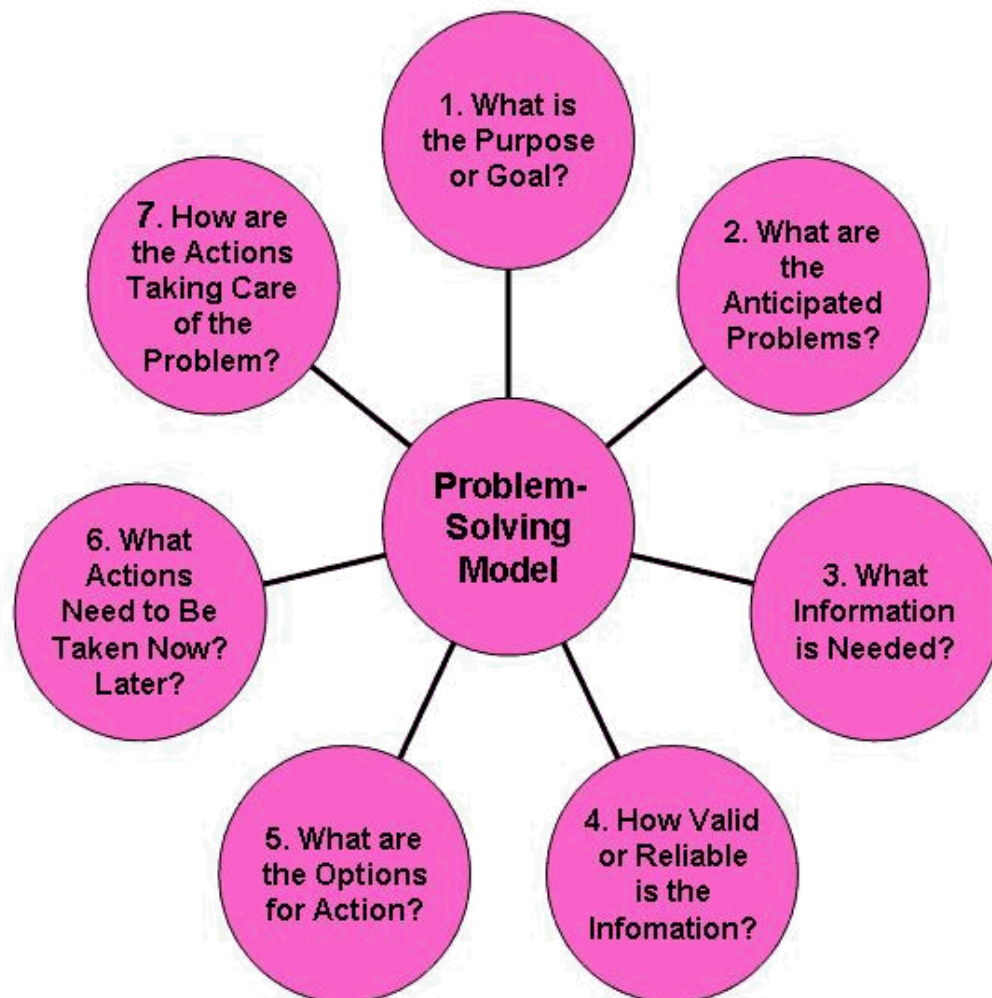 1. What is
the Purpose
or Goal?
2. What are
the
Anticipated
Problems?
3. What
Information
is Needed?
4. How Valid
or Reliable
is the
Infomation?
5. What are
the Options
for Action?
6. What
Actions
Need to Be
Taken Now?
Later?
7. How are
the Actions
Taking Care
of the
Problem?
Problem-
Solving
Model